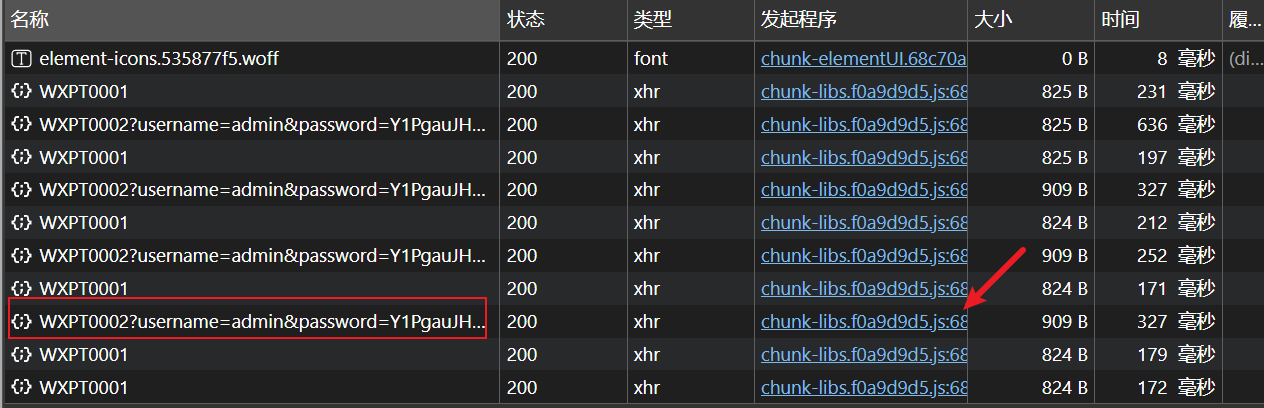 名称 状态 类型 发起程序 大小 时间 履...
element-icons.535877f5.woff 200 font chunk-elementUI.68c70a 0 B 8 毫秒 (di...
WXPT0001 200 xhr chunk-libs.f0a9d9d5.js:68 825 B 231 毫秒
WXPT0002?username=admin&password=Y1PgauJH... 200 xhr chunk-libs.f0a9d9d5.js:68 825 B 636 毫秒
WXPT0001 200 xhr chunk-libs.f0a9d9d5.js:68 825 B 197 毫秒
WXPT0002?username=admin&password=Y1PgauJH... 200 xhr chunk-libs.f0a9d9d5.js:68 909 B 327 毫秒
WXPT0001 200 xhr chunk-libs.f0a9d9d5.js:68 824 B 212 毫秒
WXPT0002?username=admin&password=Y1PgauJH... 200 xhr chunk-libs.f0a9d9d5.js:68 909 B 252 毫秒
WXPT0001 200 xhr chunk-libs.f0a9d9d5.js:68 824 B 171 毫秒
WXPT0002?username=admin&password=Y1PgauJH... 200 xhr chunk-libs.f0a9d9d5.js:68 909 B 327 毫秒
WXPT0001 200 xhr chunk-libs.f0a9d9d5.js:68 824 B 179 毫秒
WXPT0001 200 xhr chunk-libs.f0a9d9d5.js:68 824 B 172 毫秒